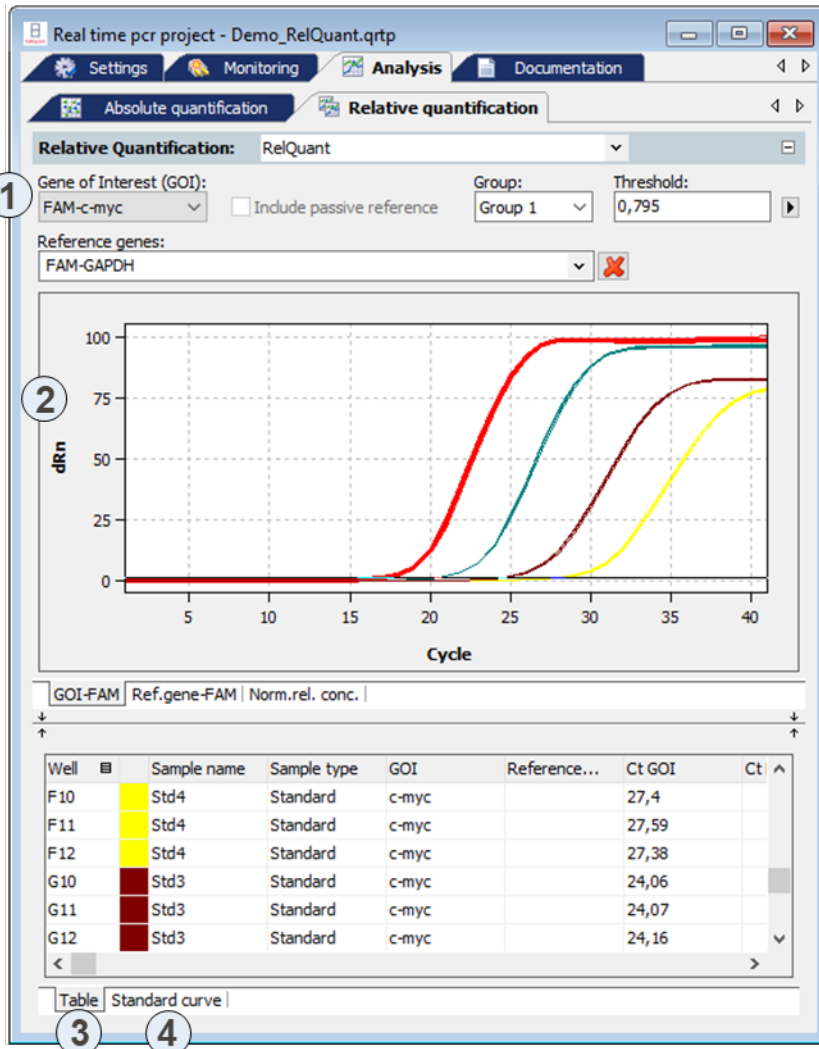 Real time pcr project - Demo_RelQuant.qrtp
Settings Monitoring Analysis Documentation
Absolute quantification Relative quantification
Relative Quantification: RelQuant
1
Gene of Interest (GOI): Group: Threshold:
FAM-c-myc Include passive reference Group 1 0,795
Reference genes:
FAM-GAPDH
2
dRn
100
75
50
25
0
5 10 15 20 25 30 35 40
Cycle
GOI-FAM Ref.gene-FAM Norm.rel. conc.
Well Sample name Sample type GOI Reference... Ct GOI Ct
F10 Std4 Standard c-myc 27,4
F11 Std4 Standard c-myc 27,59
F12 Std4 Standard c-myc 27,38
G10 Std3 Standard c-myc 24,06
G11 Std3 Standard c-myc 24,07
G12 Std3 Standard c-myc 24,16
Table Standard curve
3 4